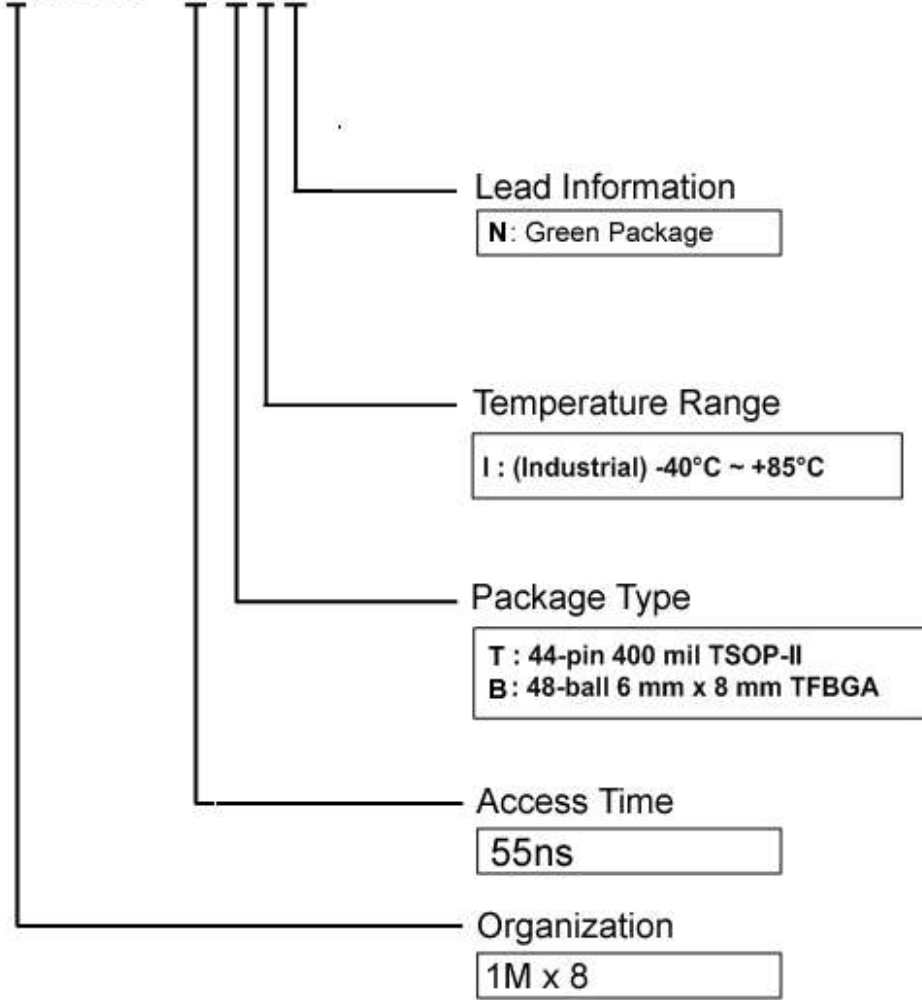 Lead Information
N: Green Package
Temperature Range
I : (Industrial) -40°C ~ +85°C
Package Type
T : 44-pin 400 mil TSOP-II
B : 48-ball 6 mm x 8 mm TFBGA
Access Time
55ns
Organization
1M x 8